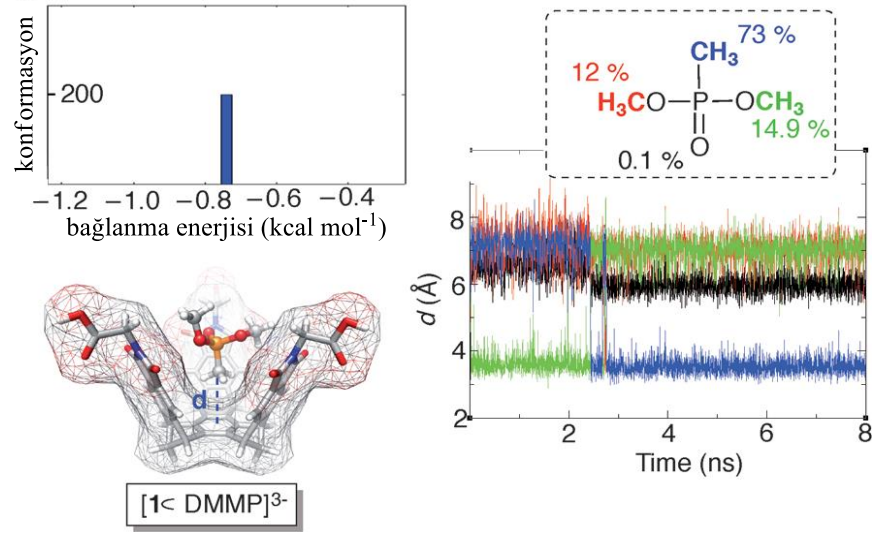 konformasyon
200
−1.2 −1.0 −0.8 −0.6 −0.4
bağlanma enerjisi (kcal mol-1)
d
[1< DMMP]3-
73 %
CH3
12 %
H3CO–P–OCH3
14.9 %
O
0.1 %
d (Å)
8
6
4
2
2 4 6 8
Time (ns)